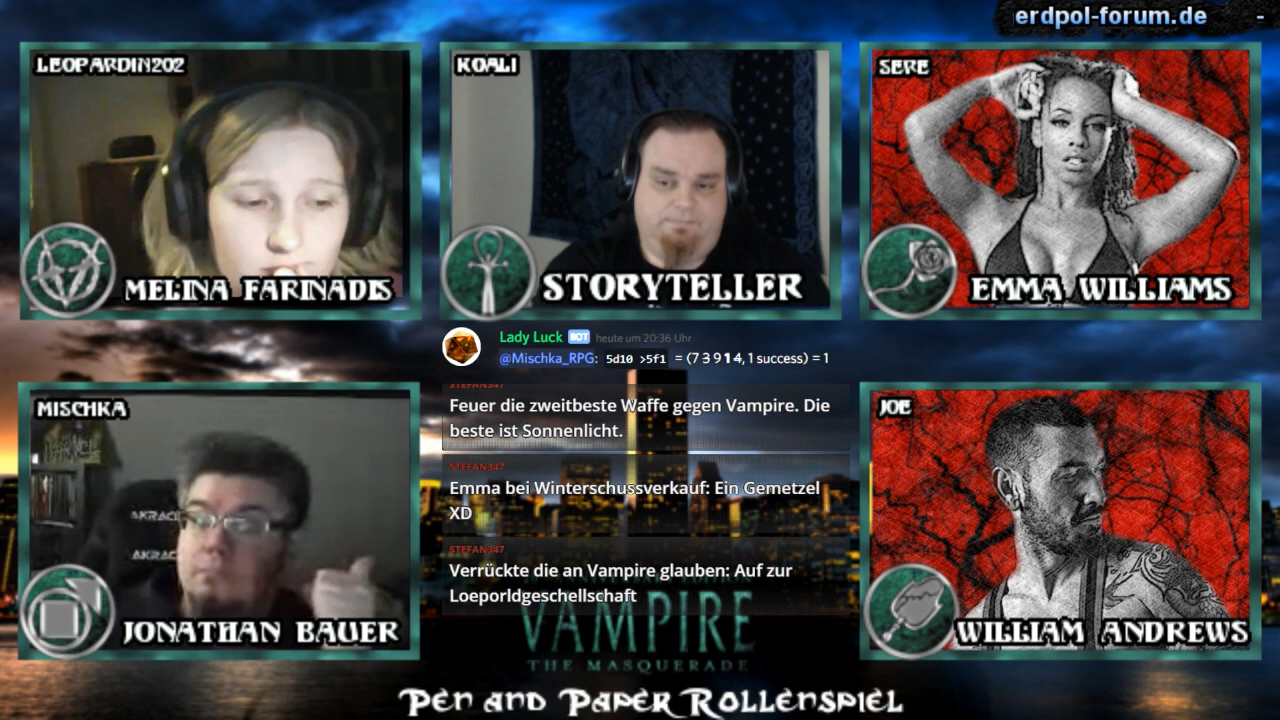 erdpol-forum.de -
LEOPARDIN202
MELINA FARINADIS
KOALI
STORYTELLER
SERE
EMMA WILLIAMS
Lady Luck BOT heute um 20:36 Uhr
@Mischka_RPG: 5d10 >5f1 = (7 3 9 1 4, 1 success) = 1
STEFAN347
Feuer die zweitbeste Waffe gegen Vampire. Die
beste ist Sonnenlicht.
STEFAN347
Emma bei Winterschussverkauf: Ein Gemetzel
XD
STEFAN347
Verrückte die an Vampire glauben: Auf zur
Loeporldgeschellschaft
MISCHKA
AKRACI
AKRAC
JONATHAN BAUER
JOE
WILLIAM ANDREWS
VAMPIRE
THE MASQUERADE
PEN AND PAPER ROLLENSPIEL